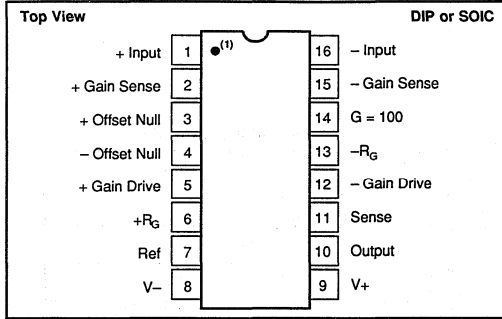 Top View DIP or SOIC
+ Input 1 (1) 16 – Input
+ Gain Sense 2 15 – Gain Sense
+ Offset Null 3 14 G = 100
– Offset Null 4 13 –RG
+ Gain Drive 5 12 – Gain Drive
+RG 6 11 Sense
Ref 7 10 Output
V– 8 9 V+